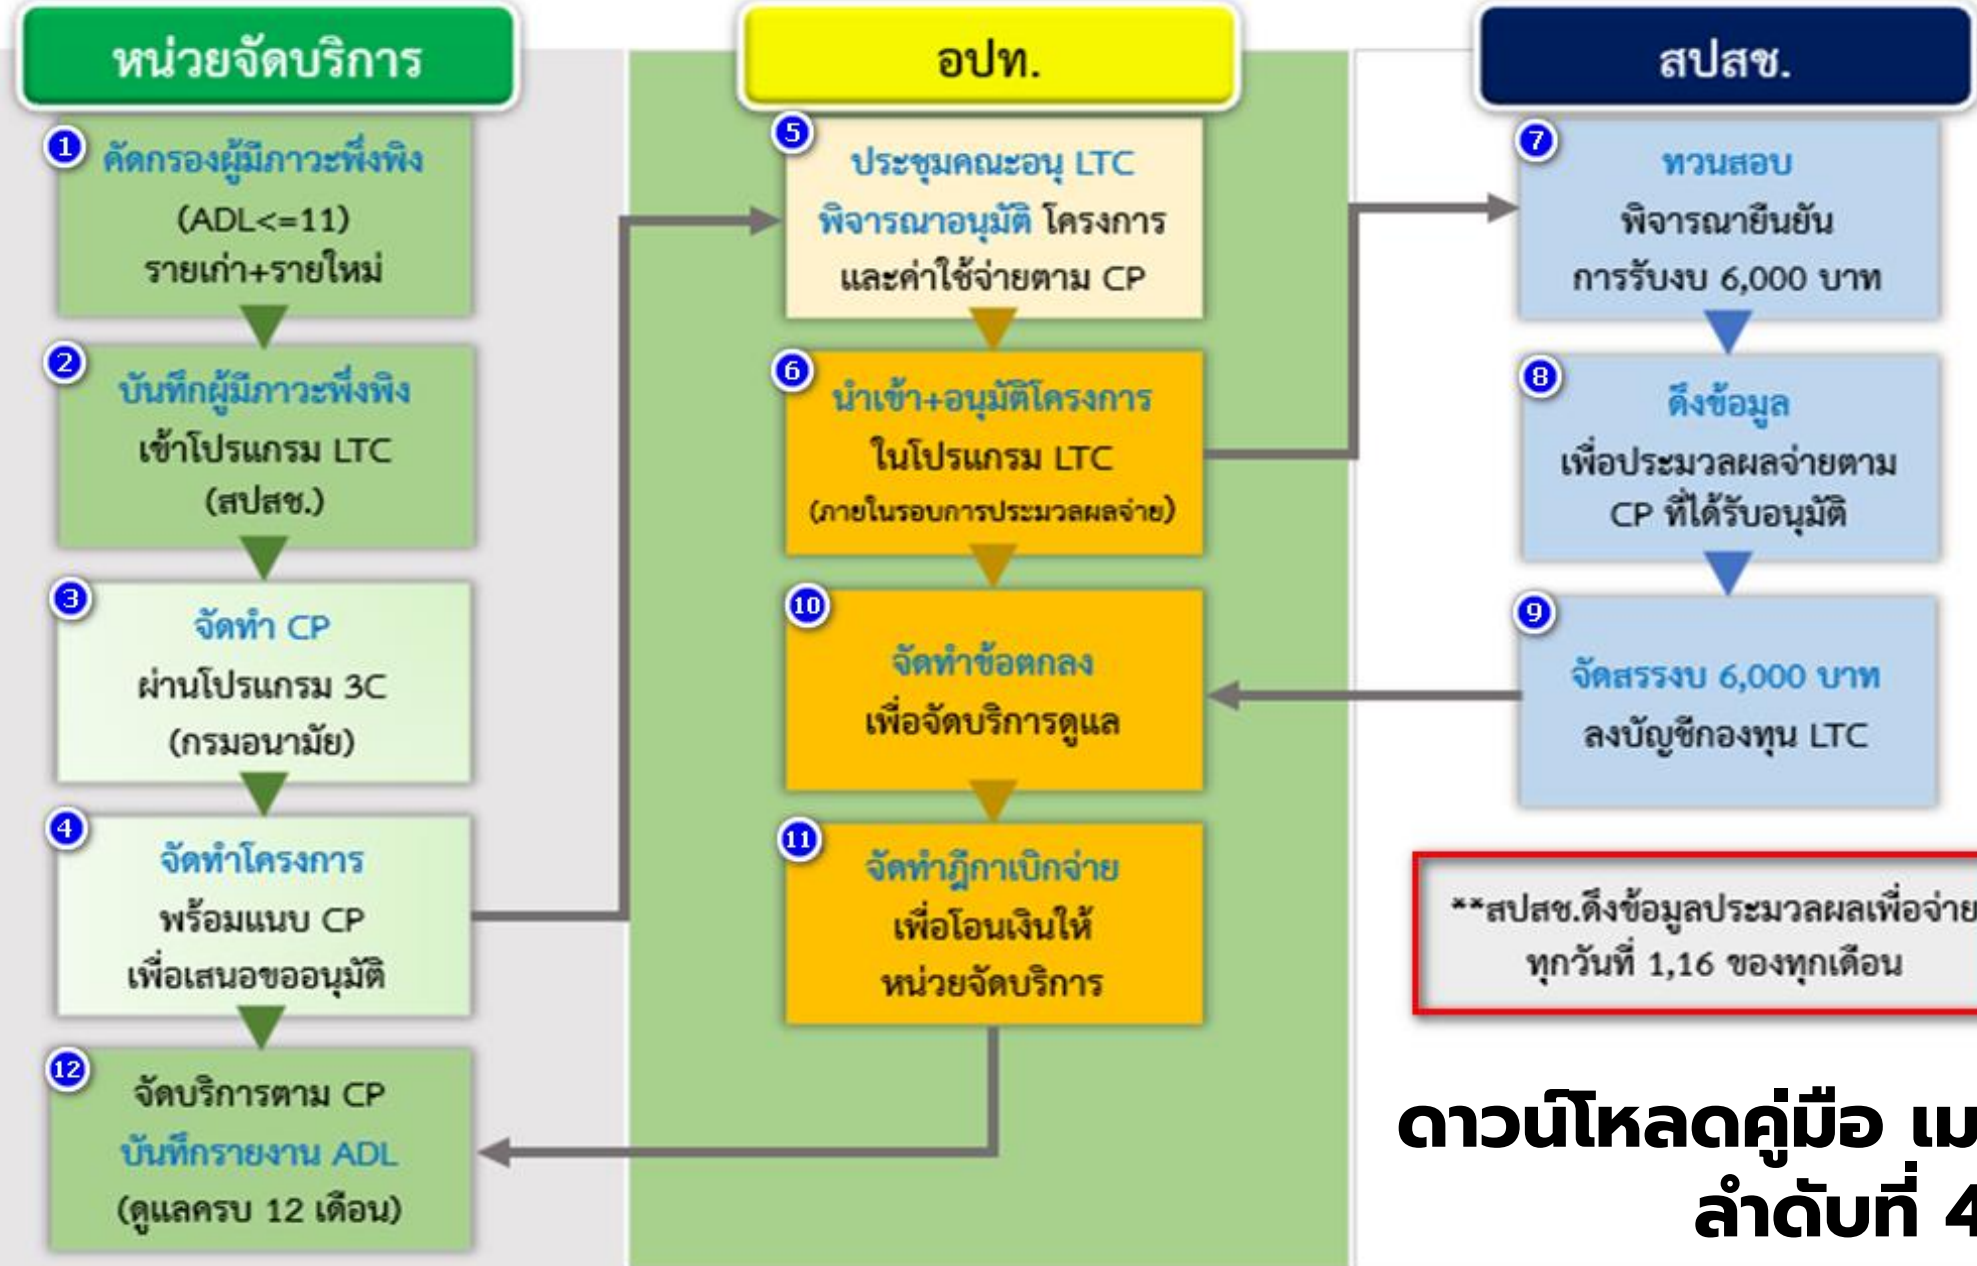 หน่วยจัดบริการ
1
คัดกรองผู้มีภาวะพึ่งพิง
(ADL<=11)
รายเก่า+รายใหม่
2
บันทึกผู้มีภาวะพึ่งพิง
เข้าโปรแกรม LTC
(สปสช.)
3
จัดทำ CP
ผ่านโปรแกรม 3C
(กรมอนามัย)
4
จัดทำโครงการ
พร้อมแนบ CP
เพื่อเสนอขออนุมัติ
12
จัดบริการตาม CP
บันทึกรายงาน ADL
(ดูแลครบ 12 เดือน)
อปท.
5
ประชุมคณะอนุ LTC
พิจารณาอนุมัติ โครงการ
และค่าใช้จ่ายตาม CP
6
นำเข้า+อนุมัติโครงการ
ในโปรแกรม LTC
(ภายในรอบการประมวลผลจ่าย)
10
จัดทำข้อตกลง
เพื่อจัดบริการดูแล
11
จัดทำฎีกาเบิกจ่าย
เพื่อโอนเงินให้
หน่วยจัดบริการ
สปสช.
7
ทวนสอบ
พิจารณายืนยัน
การรับงบ 6,000 บาท
8
ดึงข้อมูล
เพื่อประมวลผลจ่ายตาม
CP ที่ได้รับอนุมัติ
9
จัดสรรงบ 6,000 บาท
ลงบัญชีกองทุน LTC
**สปสช.ดึงข้อมูลประมวลผลเพื่อจ่าย
ทุกวันที่ 1,16 ของทุกเดือน
ดาวน์โหลดคู่มือ เม
ลำดับที่ 4